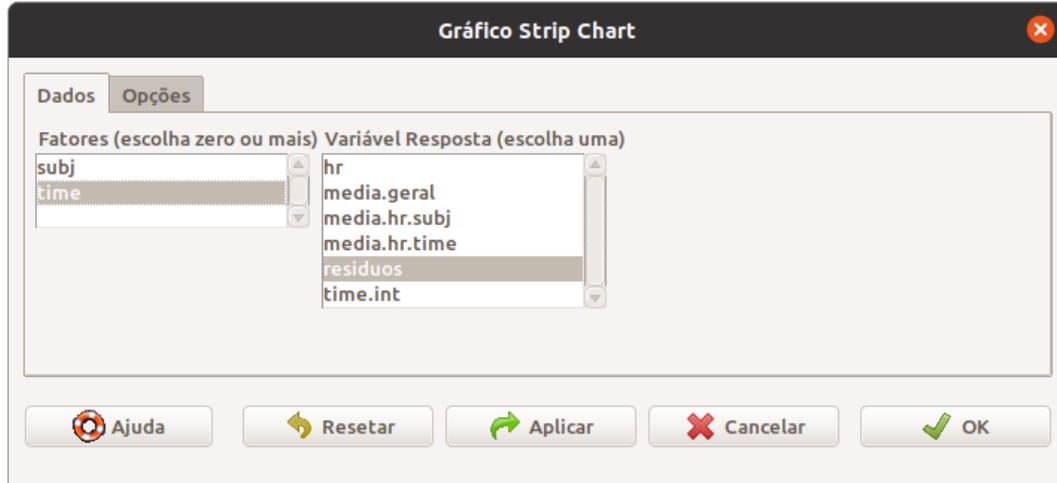 Gráfico Strip Chart
Dados Opções
Fatores (escolha zero ou mais) Variável Resposta (escolha uma)
subj
time
hr
media.geral
media.hr.subj
media.hr.time
residuos
time.int
Ajuda Resetar Aplicar Cancelar OK